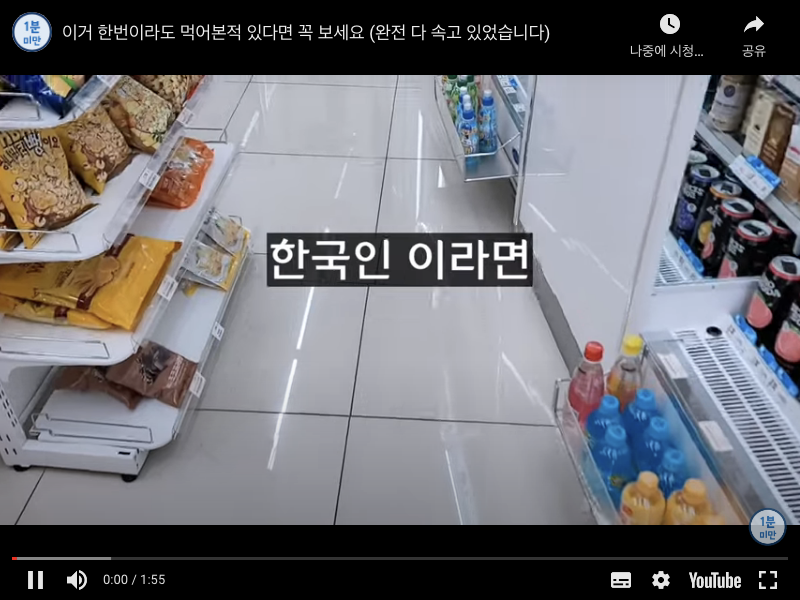 1분
미만
이거 한번이라도 먹어본적 있다면 꼭 보세요 (완전 다 속고 있었습니다)
나중에 시청...
공유
한국인 이라면
1분
미만
0:00 / 1:55
YouTube